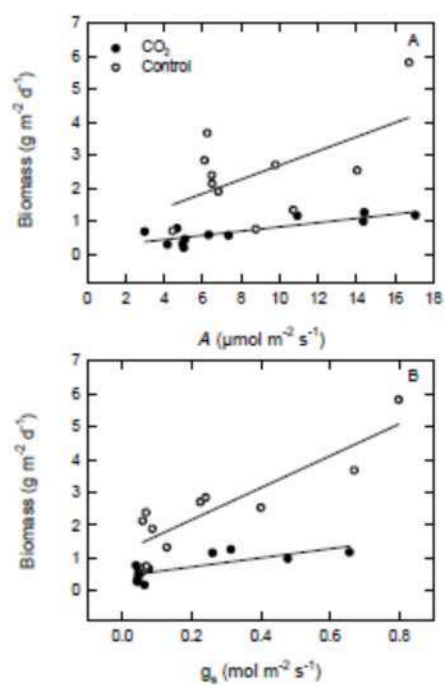 7
A
CO₂
Control
6
5
4
3
2
1
0
Biomass (g m⁻² d⁻¹)
0 2 4 6 8 10 12 14 16 18
A (µmol m⁻² s⁻¹)
7
B
6
5
4
3
2
1
0
Biomass (g m⁻² d⁻¹)
0.0 0.2 0.4 0.6 0.8
gₛ (mol m⁻² s⁻¹)